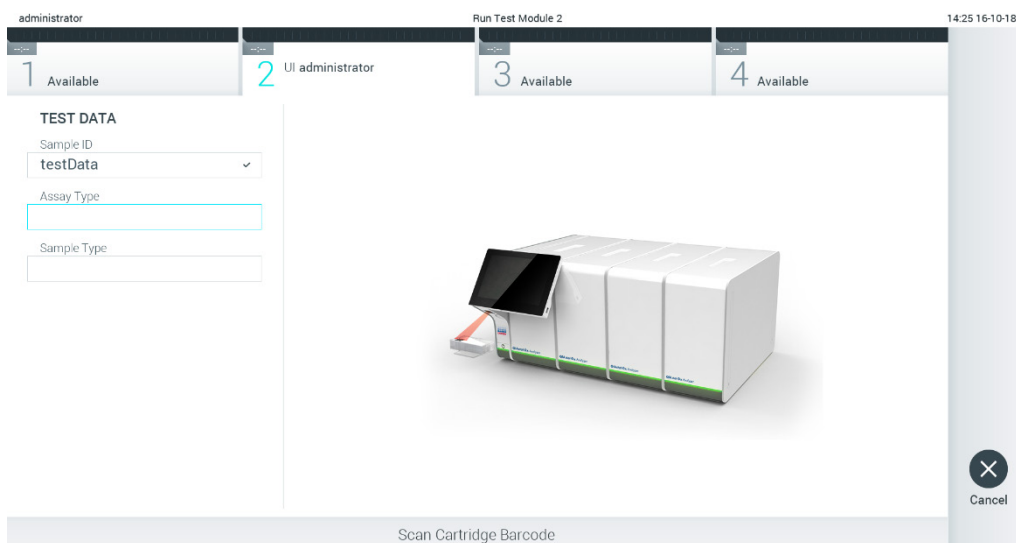 administrator Run Test Module 2 14:25 16-10-18
--:-- --:-- --:-- --:--
1 Available 2 UI administrator 3 Available 4 Available
TEST DATA
Sample ID
testData
Assay Type
Sample Type
Cancel
Scan Cartridge Barcode